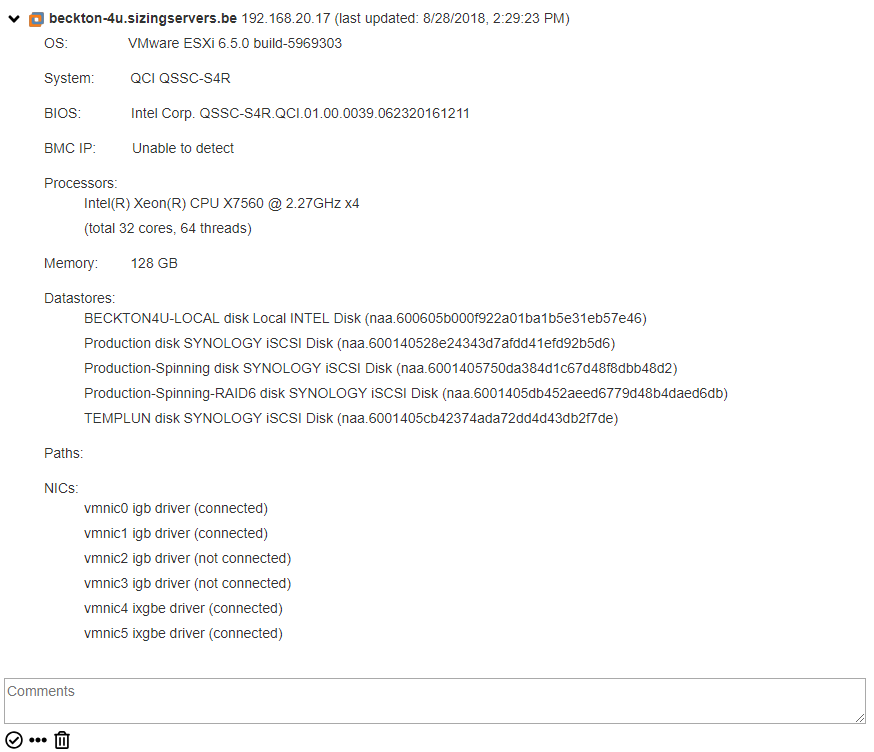 beckton-4u.sizingservers.be 192.168.20.17 (last updated: 8/28/2018, 2:29:23 PM)
OS: VMware ESXi 6.5.0 build-5969303
System: QCI QSSC-S4R
BIOS: Intel Corp. QSSC-S4R.QCI.01.00.0039.062320161211
BMC IP: Unable to detect
Processors:
Intel(R) Xeon(R) CPU X7560 @ 2.27GHz x4
(total 32 cores, 64 threads)
Memory: 128 GB
Datastores:
BECKTON4U-LOCAL disk Local INTEL Disk (naa.600605b000f922a01ba1b5e31eb57e46)
Production disk SYNOLOGY iSCSI Disk (naa.600140528e24343d7afdd41efd92b5d6)
Production-Spinning disk SYNOLOGY iSCSI Disk (naa.6001405750da384d1c67d48f8dbb48d2)
Production-Spinning-RAID6 disk SYNOLOGY iSCSI Disk (naa.6001405db452aeed6779d48b4daed6db)
TEMPLUN disk SYNOLOGY iSCSI Disk (naa.6001405cb42374ada72dd4d43db2f7de)
Paths:
NICs:
vmnic0 igb driver (connected)
vmnic1 igb driver (connected)
vmnic2 igb driver (not connected)
vmnic3 igb driver (not connected)
vmnic4 ixgbe driver (connected)
vmnic5 ixgbe driver (connected)
Comments